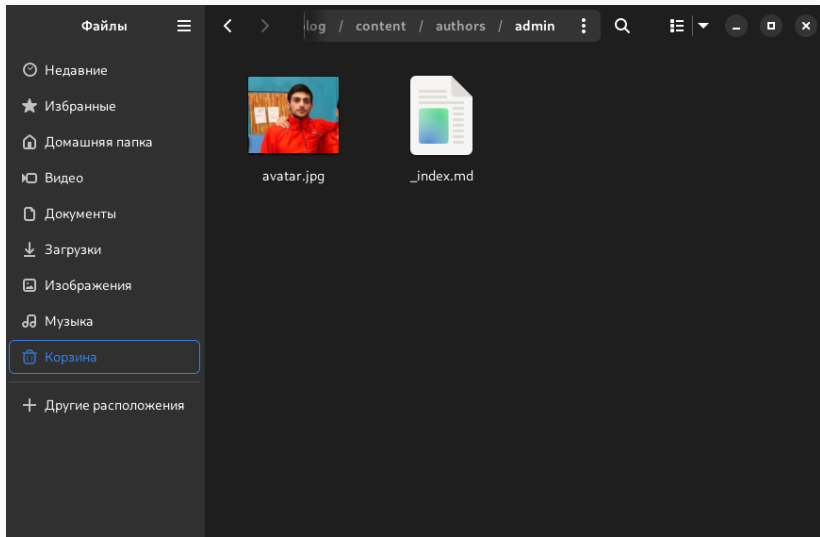 Файлы
log / content / authors / admin
Недавние
Избранные
Домашняя папка
Видео
Документы
Загрузки
Изображения
Музыка
Корзина
Другие расположения
avatar.jpg
_index.md